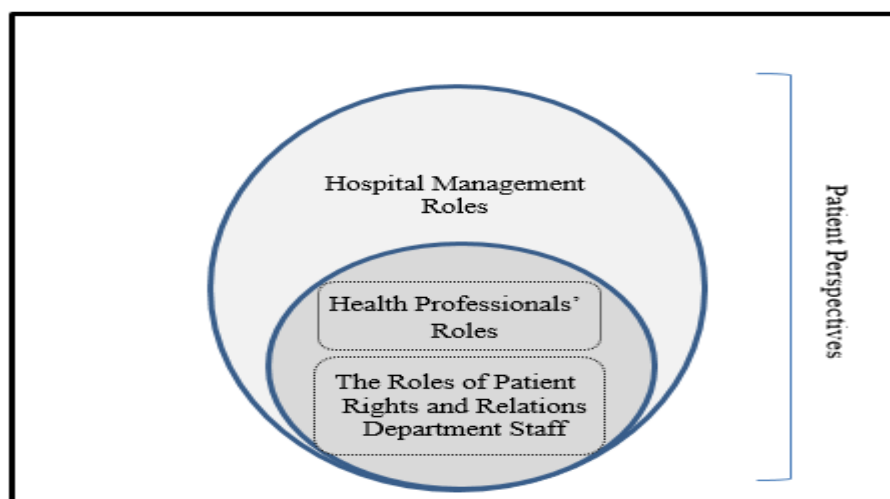 Hospital Management
Roles
Health Professionals’
Roles
The Roles of Patient
Rights and Relations
Department Staff
Patient Perspectives